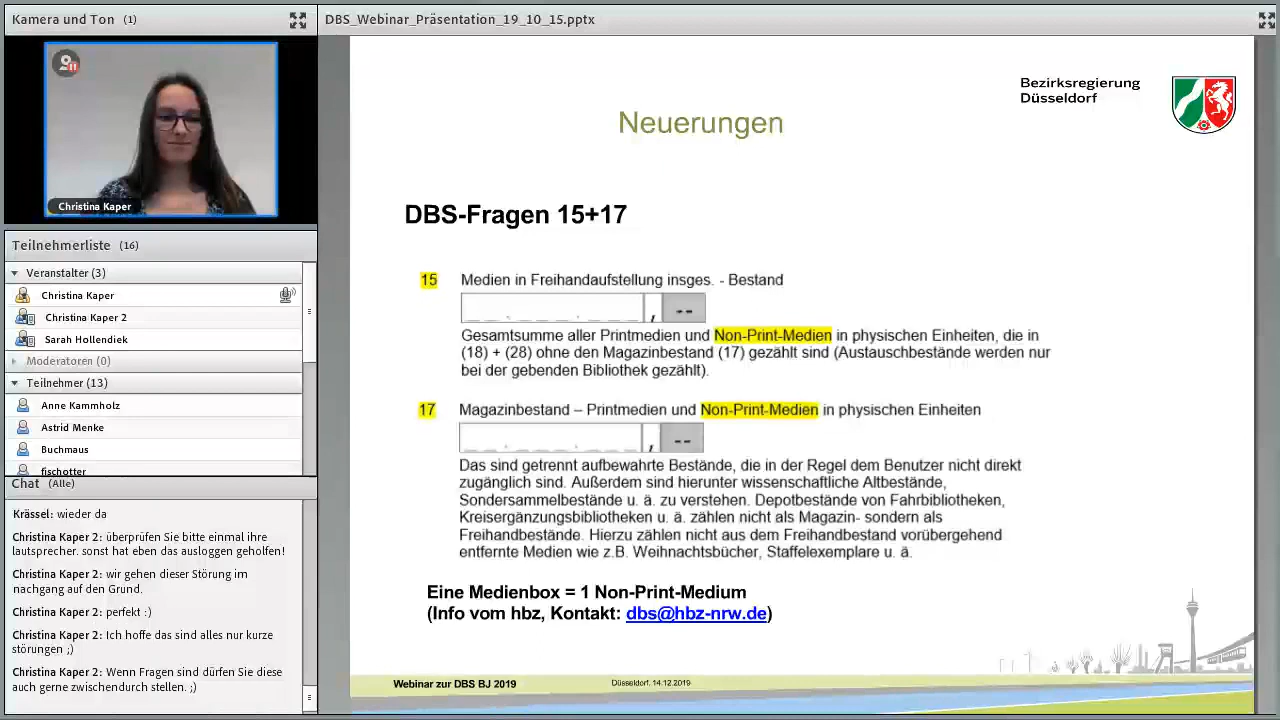 Kamera und Ton (1)
DBS_Webinar_Präsentation_19_10_15.pptx
Christina Kaper
Teilnehmerliste (16)
Veranstalter (3)
Christina Kaper
Christina Kaper 2
Sarah Hollendiek
Moderatoren (0)
Teilnehmer (13)
Anne Kammholz
Astrid Menke
Buchmaus
fischotter
Chat (Alle)
Krässel: wieder da
Christina Kaper 2: überprüfen Sie bitte einmal ihre
lautsprecher. sonst hat eben das ausloggen geholfen!
Christina Kaper 2: wir gehen dieser Störung im
nachgang auf den Grund.
Christina Kaper 2: perfekt :)
Christina Kaper 2: Ich hoffe das sind alles nur kurze
störungen ;)
Christina Kaper 2: Wenn Fragen sind dürfen Sie diese
auch gerne zwischendurch stellen. ;)
Bezirksregierung
Düsseldorf
Neuerungen
DBS-Fragen 15+17
15 Medien in Freihandaufstellung insges. - Bestand
, --
Gesamtsumme aller Printmedien und Non-Print-Medien in physischen Einheiten, die in
(18) + (28) ohne den Magazinbestand (17) gezählt sind (Austauschbestände werden nur
bei der gebenden Bibliothek gezählt).
17 Magazinbestand – Printmedien und Non-Print-Medien in physischen Einheiten
, --
Das sind getrennt aufbewahrte Bestände, die in der Regel dem Benutzer nicht direkt
zugänglich sind. Außerdem sind hierunter wissenschaftliche Altbestände,
Sondersammelbestände u. ä. zu verstehen. Depotbestände von Fahrbibliotheken,
Kreisergänzungsbibliotheken u. ä. zählen nicht als Magazin- sondern als
Freihandbestände. Hierzu zählen nicht aus dem Freihandbestand vorübergehend
entfernte Medien wie z.B. Weihnachtsbücher, Staffelexemplare u. ä.
Eine Medienbox = 1 Non-Print-Medium
(Info vom hbz, Kontakt: dbs@hbz-nrw.de)
Webinar zur DBS BJ 2019
Düsseldorf, 14.12.2019